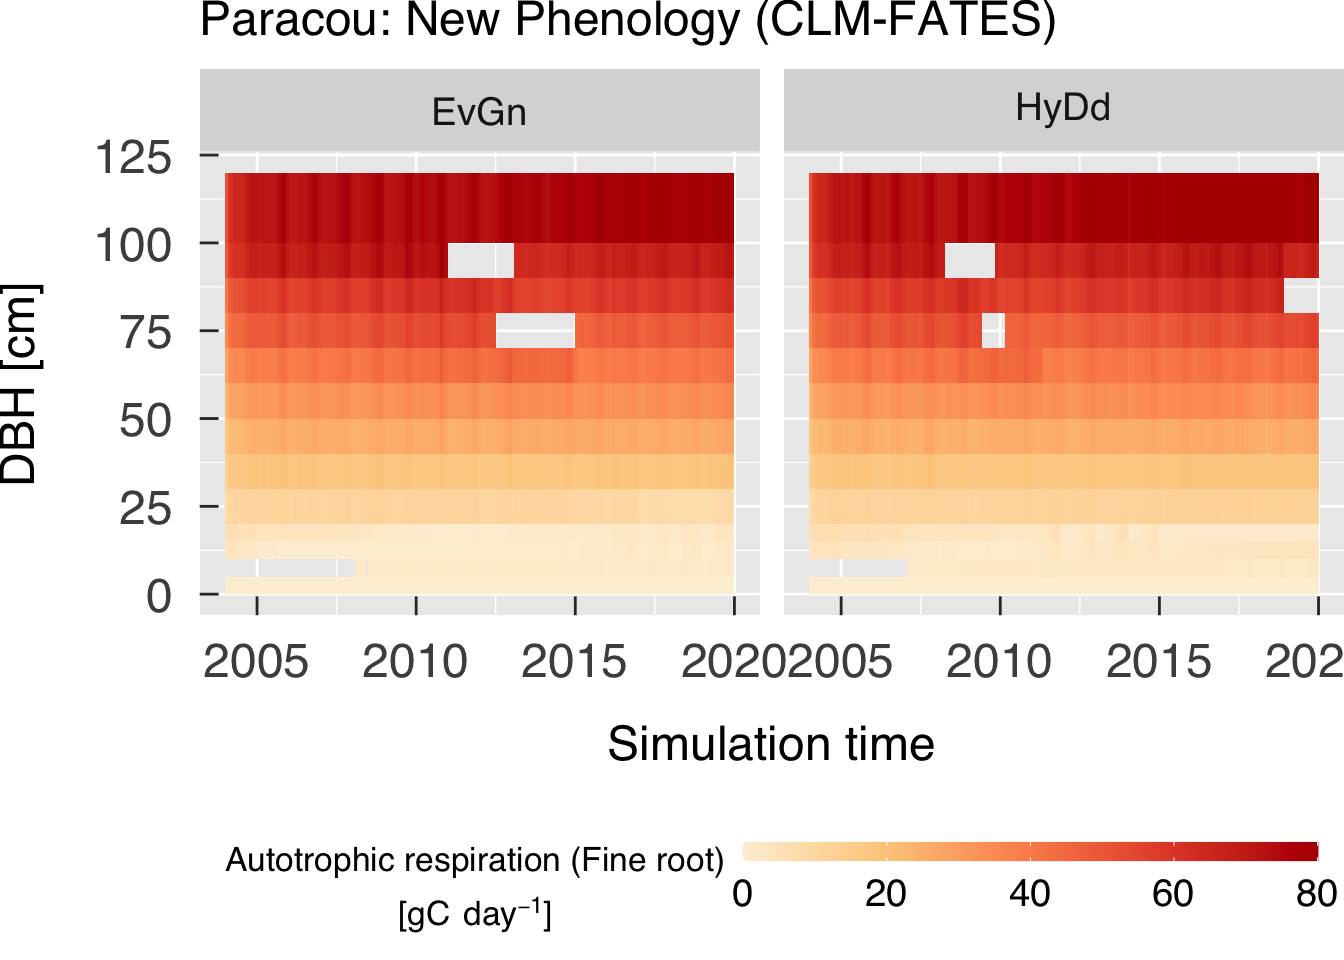 Paracou: New Phenology (CLM-FATES)
EvGn
HyDd
DBH [cm]
125
100
75
50
25
0
2005 2010 2015 2020
2005 2010 2015 202
Simulation time
Autotrophic respiration (Fine root)
[gC day⁻¹]
0 20 40 60 80